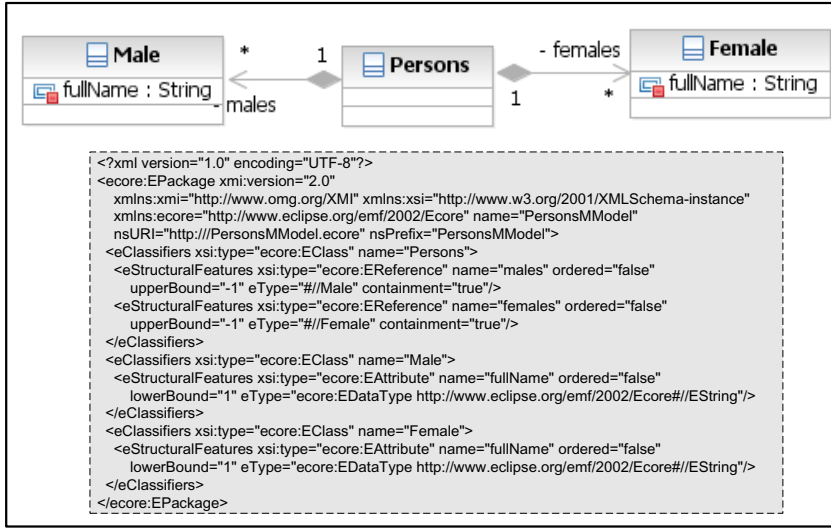 Male
fullName : String
*
- males
1
Persons
- females
1
*
Female
fullName : String
<?xml version="1.0" encoding="UTF-8"?>
<ecore:EPackage xmi:version="2.0"
xmlns:xmi="http://www.omg.org/XMI" xmlns:xsi="http://www.w3.org/2001/XMLSchema-instance"
xmlns:ecore="http://www.eclipse.org/emf/2002/Ecore" name="PersonsMModel"
nsURI="http:///PersonsMModel.ecore" nsPrefix="PersonsMModel">
<eClassifiers xsi:type="ecore:EClass" name="Persons">
<eStructuralFeatures xsi:type="ecore:EReference" name="males" ordered="false"
upperBound="-1" eType="#//Male" containment="true"/>
<eStructuralFeatures xsi:type="ecore:EReference" name="females" ordered="false"
upperBound="-1" eType="#//Female" containment="true"/>
</eClassifiers>
<eClassifiers xsi:type="ecore:EClass" name="Male">
<eStructuralFeatures xsi:type="ecore:EAttribute" name="fullName" ordered="false"
lowerBound="1" eType="ecore:EDataType http://www.eclipse.org/emf/2002/Ecore#//EString"/>
</eClassifiers>
<eClassifiers xsi:type="ecore:EClass" name="Female">
<eStructuralFeatures xsi:type="ecore:EAttribute" name="fullName" ordered="false"
lowerBound="1" eType="ecore:EDataType http://www.eclipse.org/emf/2002/Ecore#//EString"/>
</eClassifiers>
</ecore:EPackage>